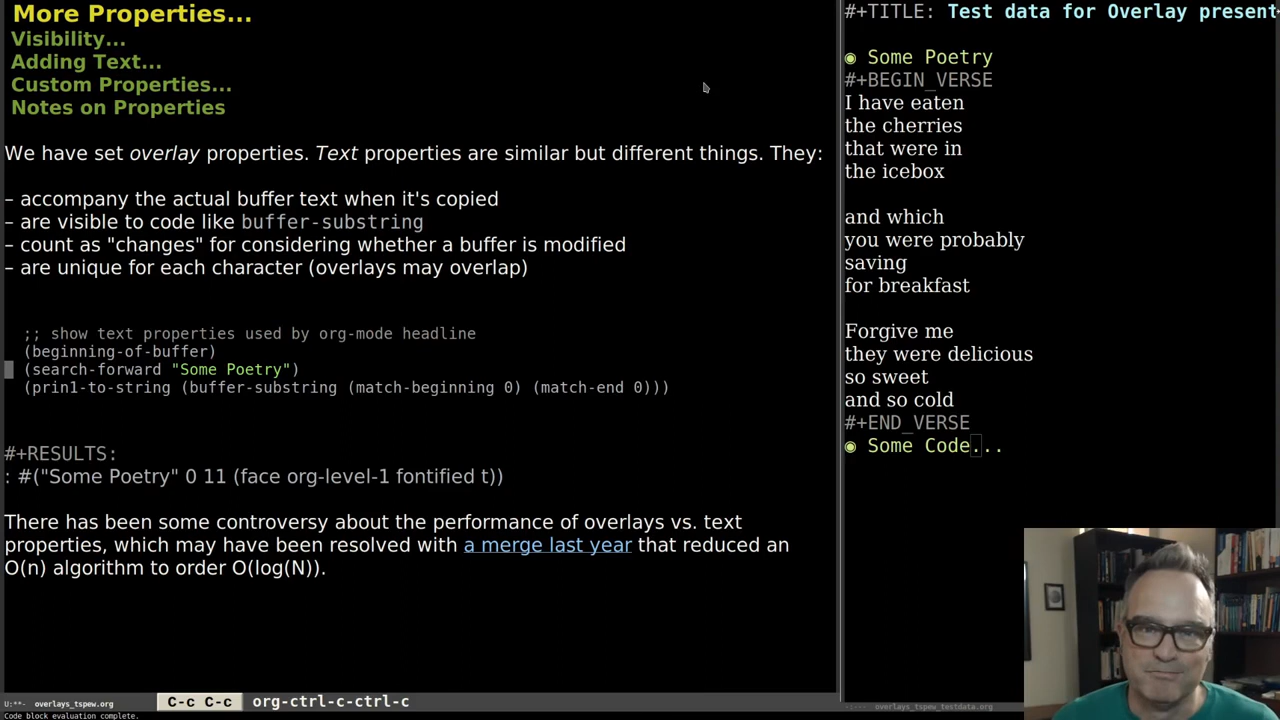 More Properties...
Visibility...
Adding Text...
Custom Properties...
Notes on Properties
We have set overlay properties. Text properties are similar but different things. They:
– accompany the actual buffer text when it's copied
– are visible to code like buffer-substring
– count as "changes" for considering whether a buffer is modified
– are unique for each character (overlays may overlap)
;; show text properties used by org-mode headline
(beginning-of-buffer)
(search-forward "Some Poetry")
(prin1-to-string (buffer-substring (match-beginning 0) (match-end 0)))
#+RESULTS:
: #("Some Poetry" 0 11 (face org-level-1 fontified t))
There has been some controversy about the performance of overlays vs. text
properties, which may have been resolved with a merge last year that reduced an
O(n) algorithm to order O(log(N)).
U:**- overlays_tspew.org C-c C-c org-ctrl-c-ctrl-c
Code block evaluation complete.
#+TITLE: Test data for Overlay present
◉ Some Poetry
#+BEGIN_VERSE
I have eaten
the cherries
that were in
the icebox
and which
you were probably
saving
for breakfast
Forgive me
they were delicious
so sweet
and so cold
#+END_VERSE
◉ Some Code...
-:--- overlays_tspew_testdata.org